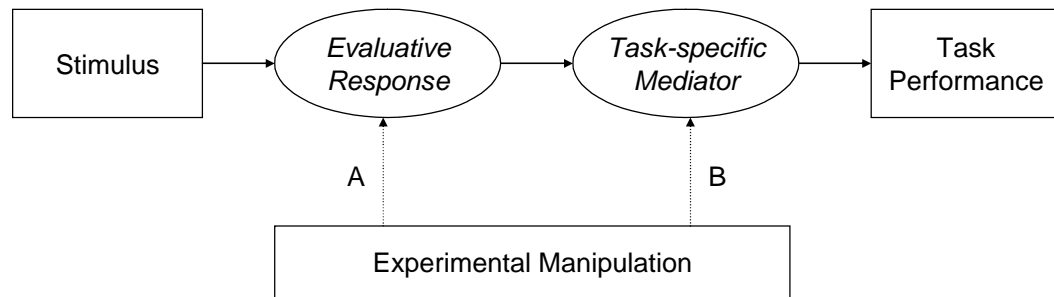 Stimulus
Evaluative
Response
Task-specific
Mediator
Task
Performance
A
B
Experimental Manipulation